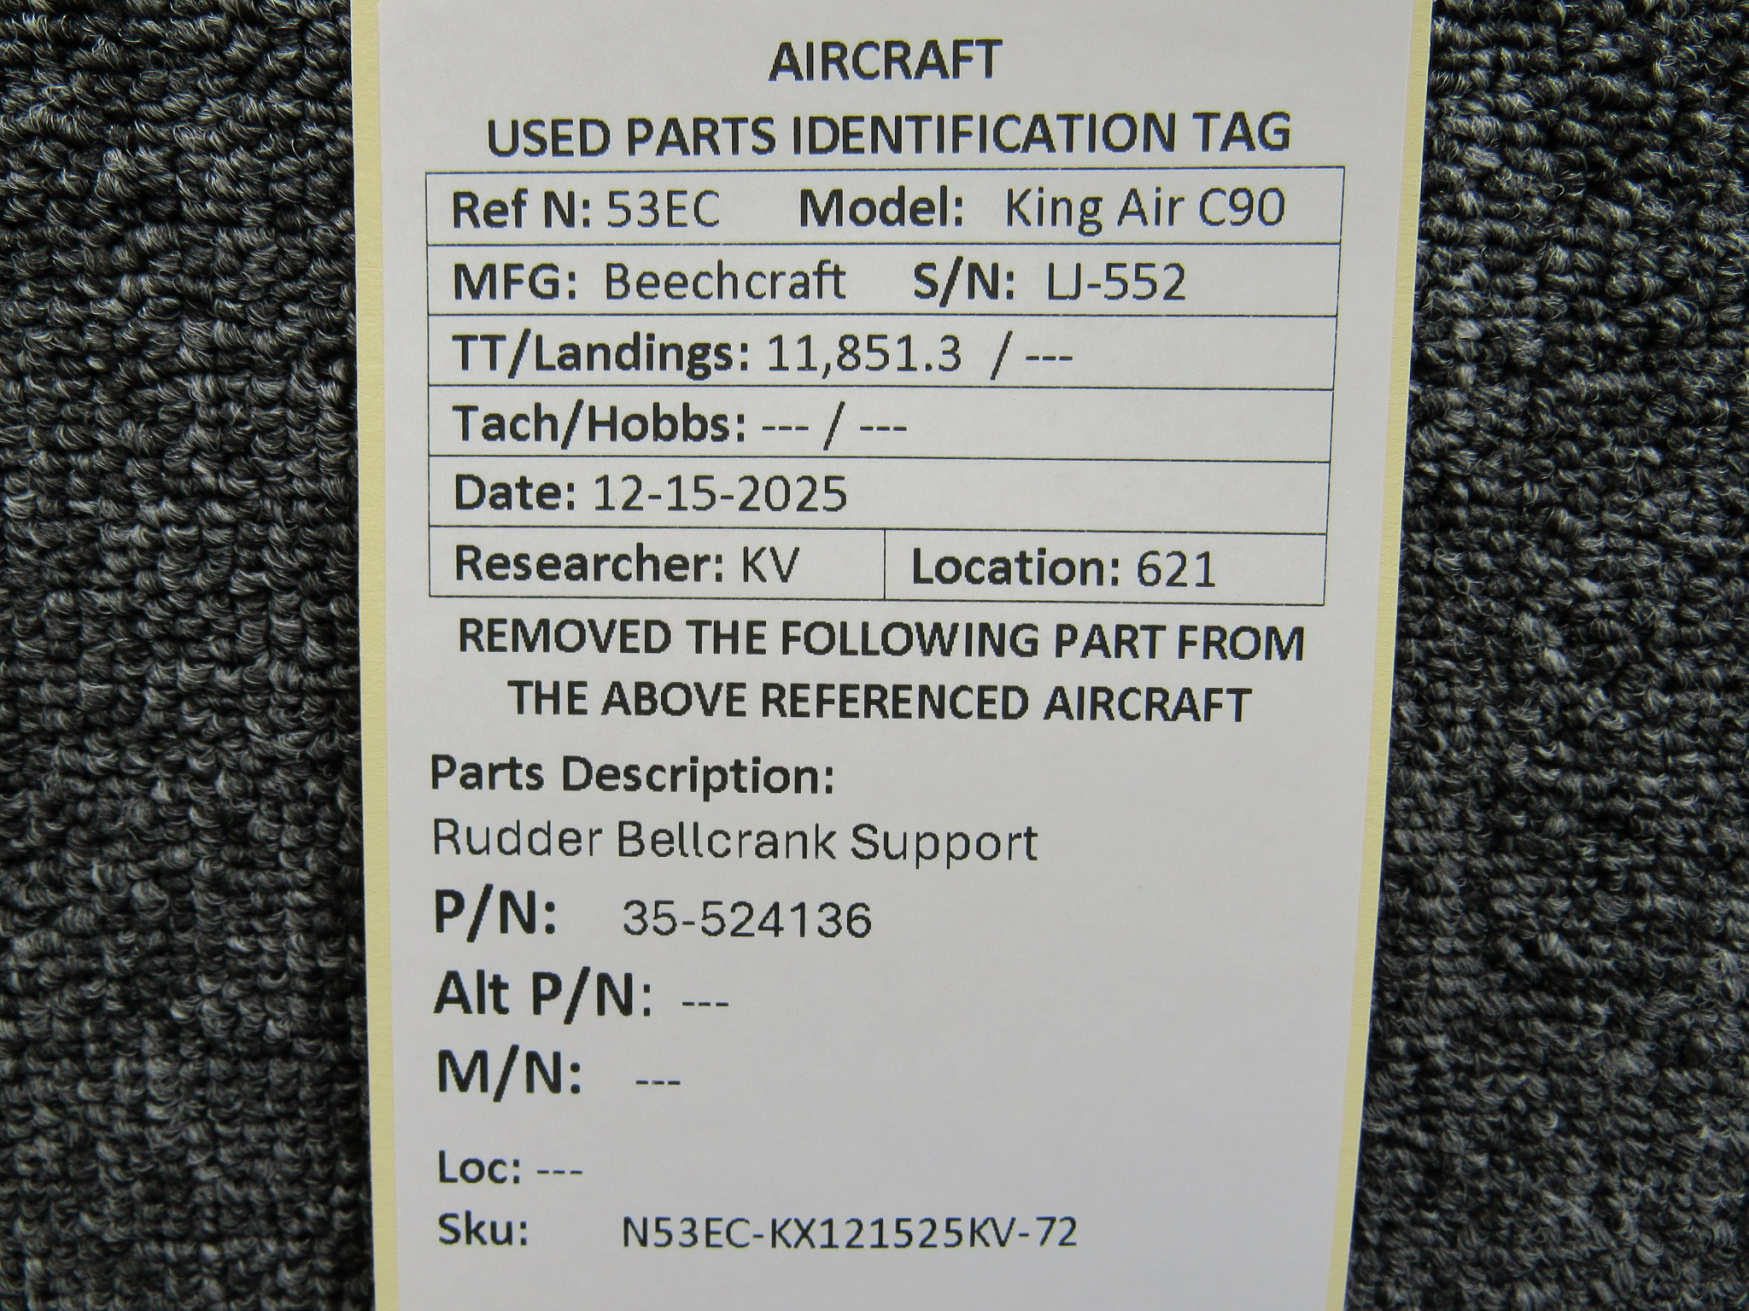 AIRCRAFT
USED PARTS IDENTIFICATION TAG
Ref N: 53EC Model: King Air C90
MFG: Beechcraft S/N: LJ-552
TT/Landings: 11,851.3 / ---
Tach/Hobbs: --- / ---
Date: 12-15-2025
Researcher: KV Location: 621
REMOVED THE FOLLOWING PART FROM
THE ABOVE REFERENCED AIRCRAFT
Parts Description:
Rudder Bellcrank Support
P/N: 35-524136
Alt P/N: ---
M/N: ---
Loc: ---
Sku: N53EC-KX121525KV-72